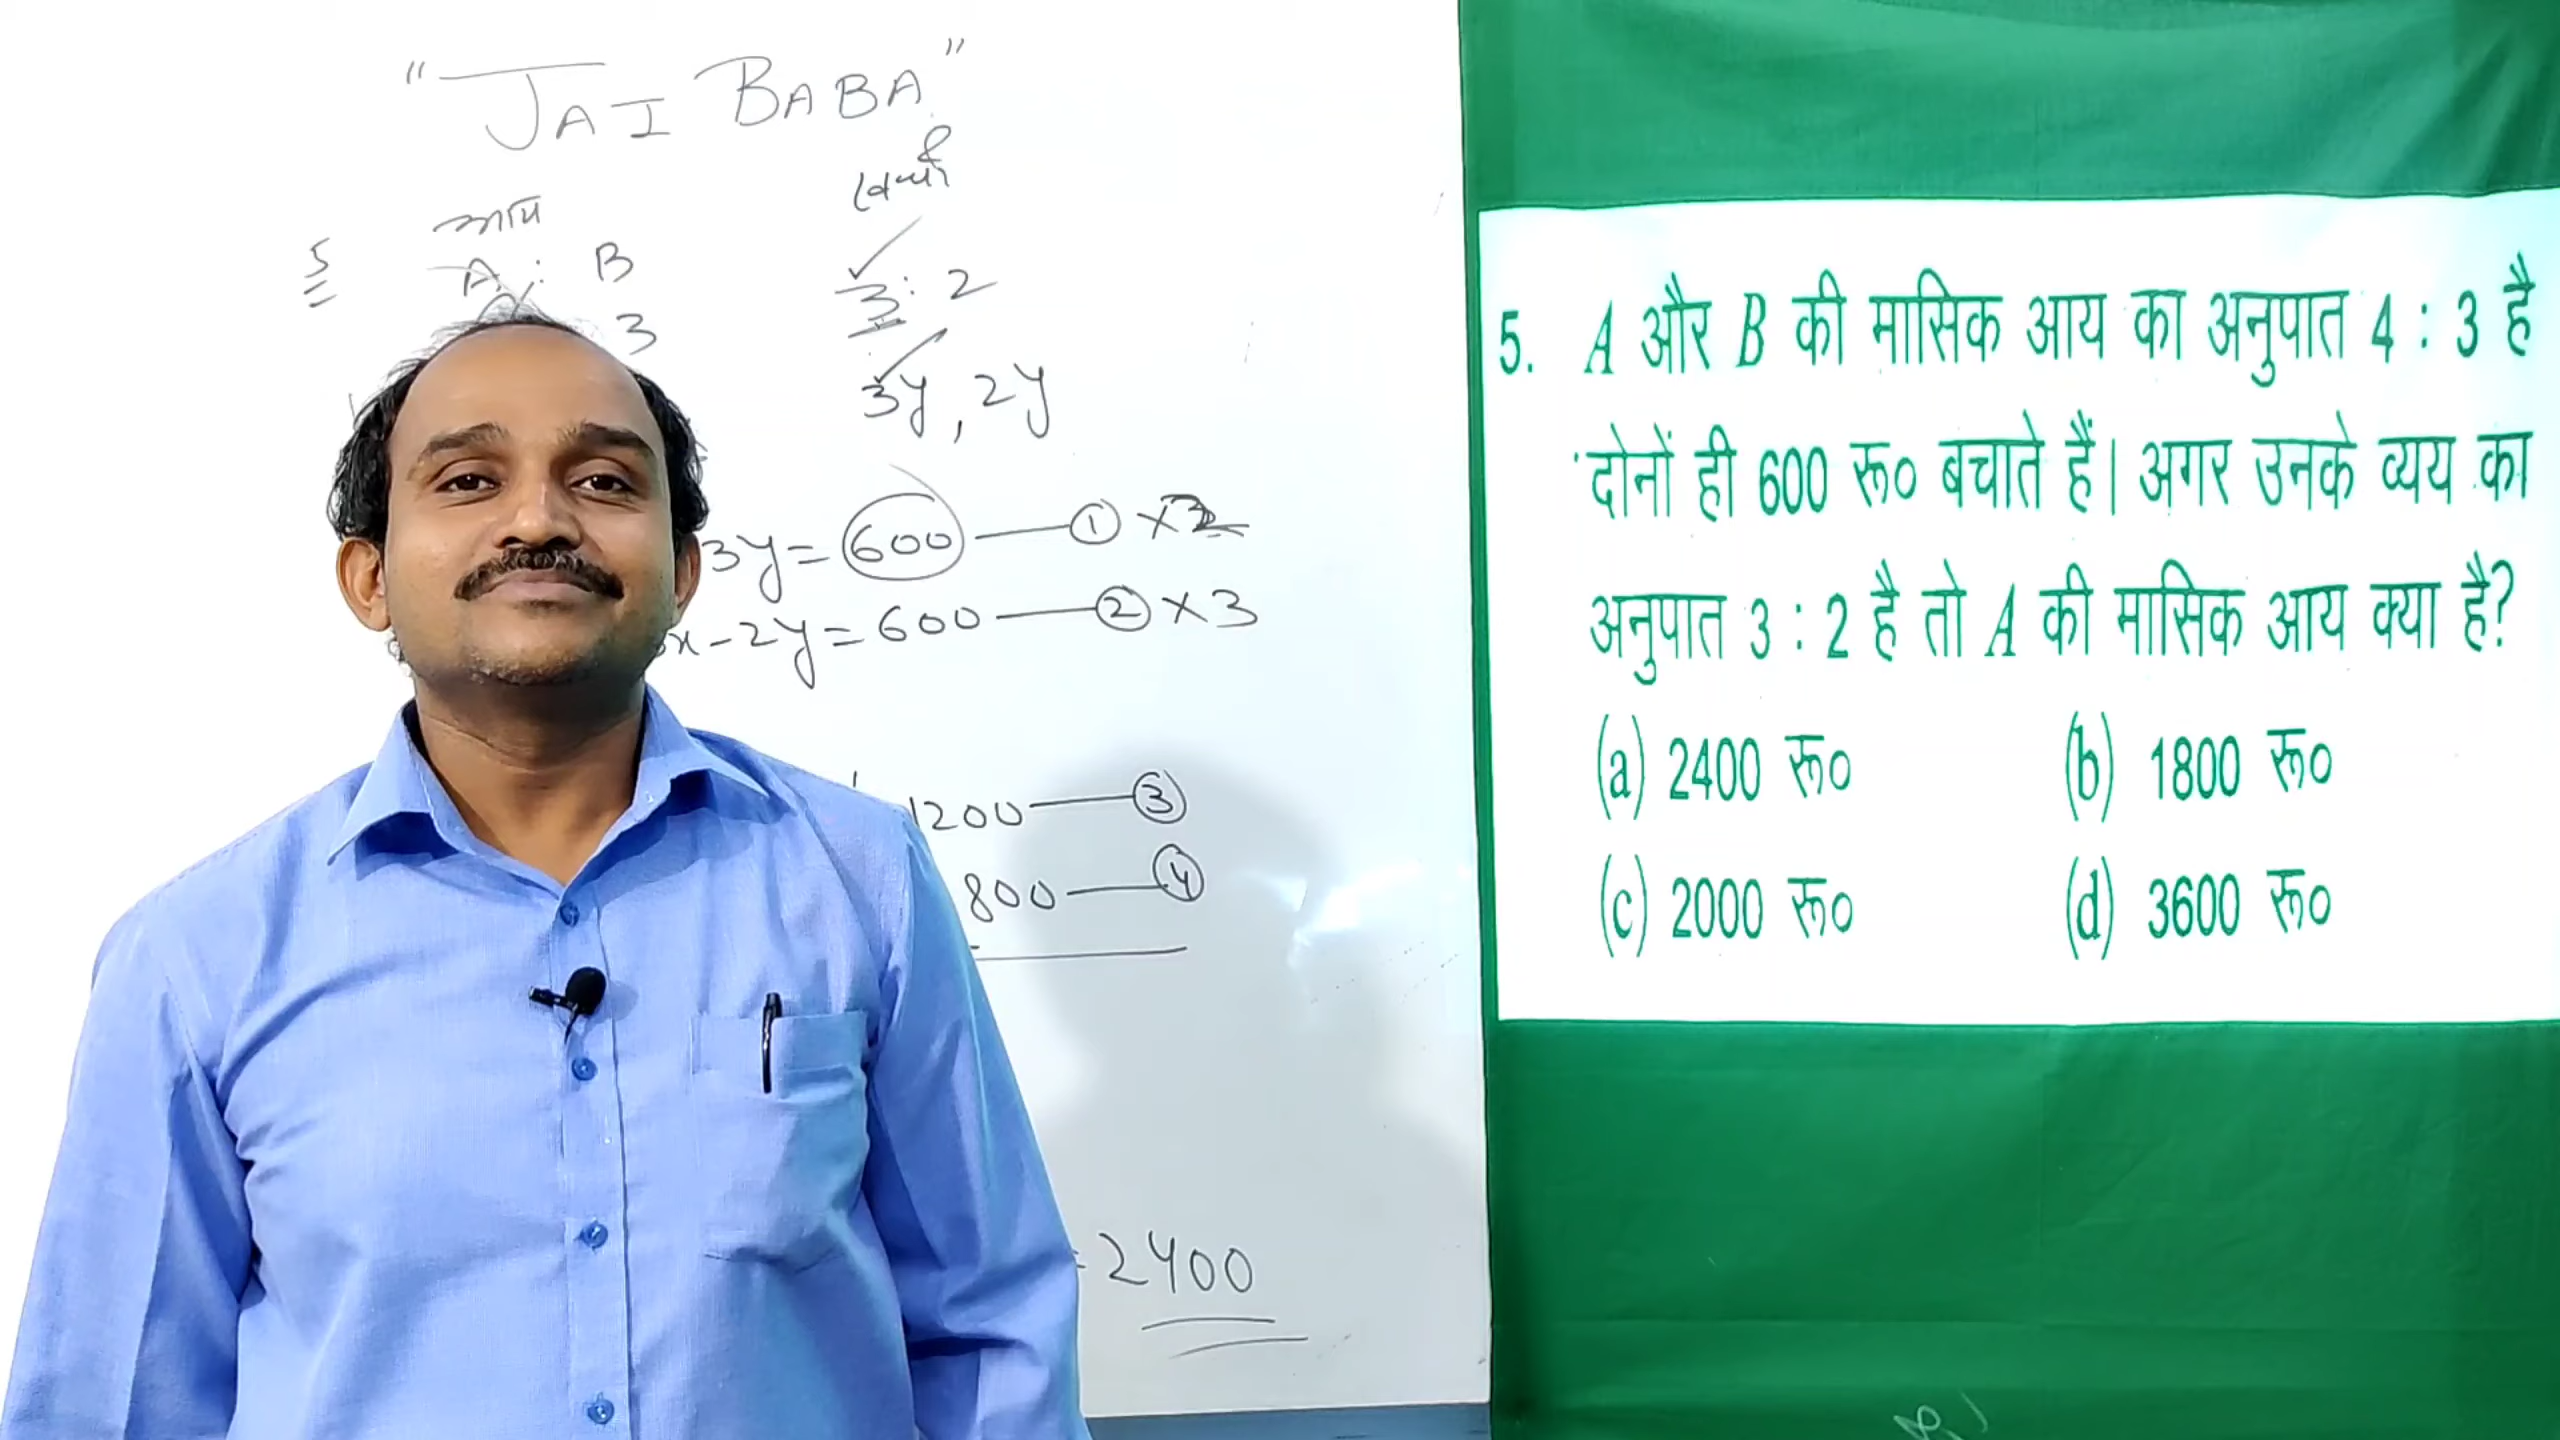 "JAI BABA"
आय
5 A : B
3
3 : 2
3y, 2y
3y = 600 — ① ×2
x - 2y = 600 — ② × 3
1200 — ③
800 — ④
2400
5. A और B की मासिक आय का अनुपात 4 : 3 है
दोनों ही 600 रू० बचाते हैं। अगर उनके व्यय का
अनुपात 3 : 2 है तो A की मासिक आय क्या है?
(a) 2400 रू० (b) 1800 रू०
(c) 2000 रू० (d) 3600 रू०